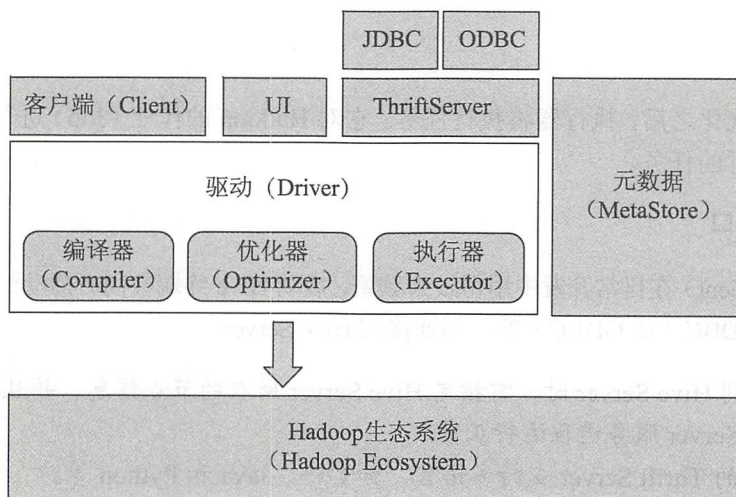 JDBC
ODBC
客户端（Client）
UI
ThriftServer
驱动（Driver）
元数据
（MetaStore）
编译器
（Compiler）
优化器
（Optimizer）
执行器
（Executor）
Hadoop生态系统
（Hadoop Ecosystem）